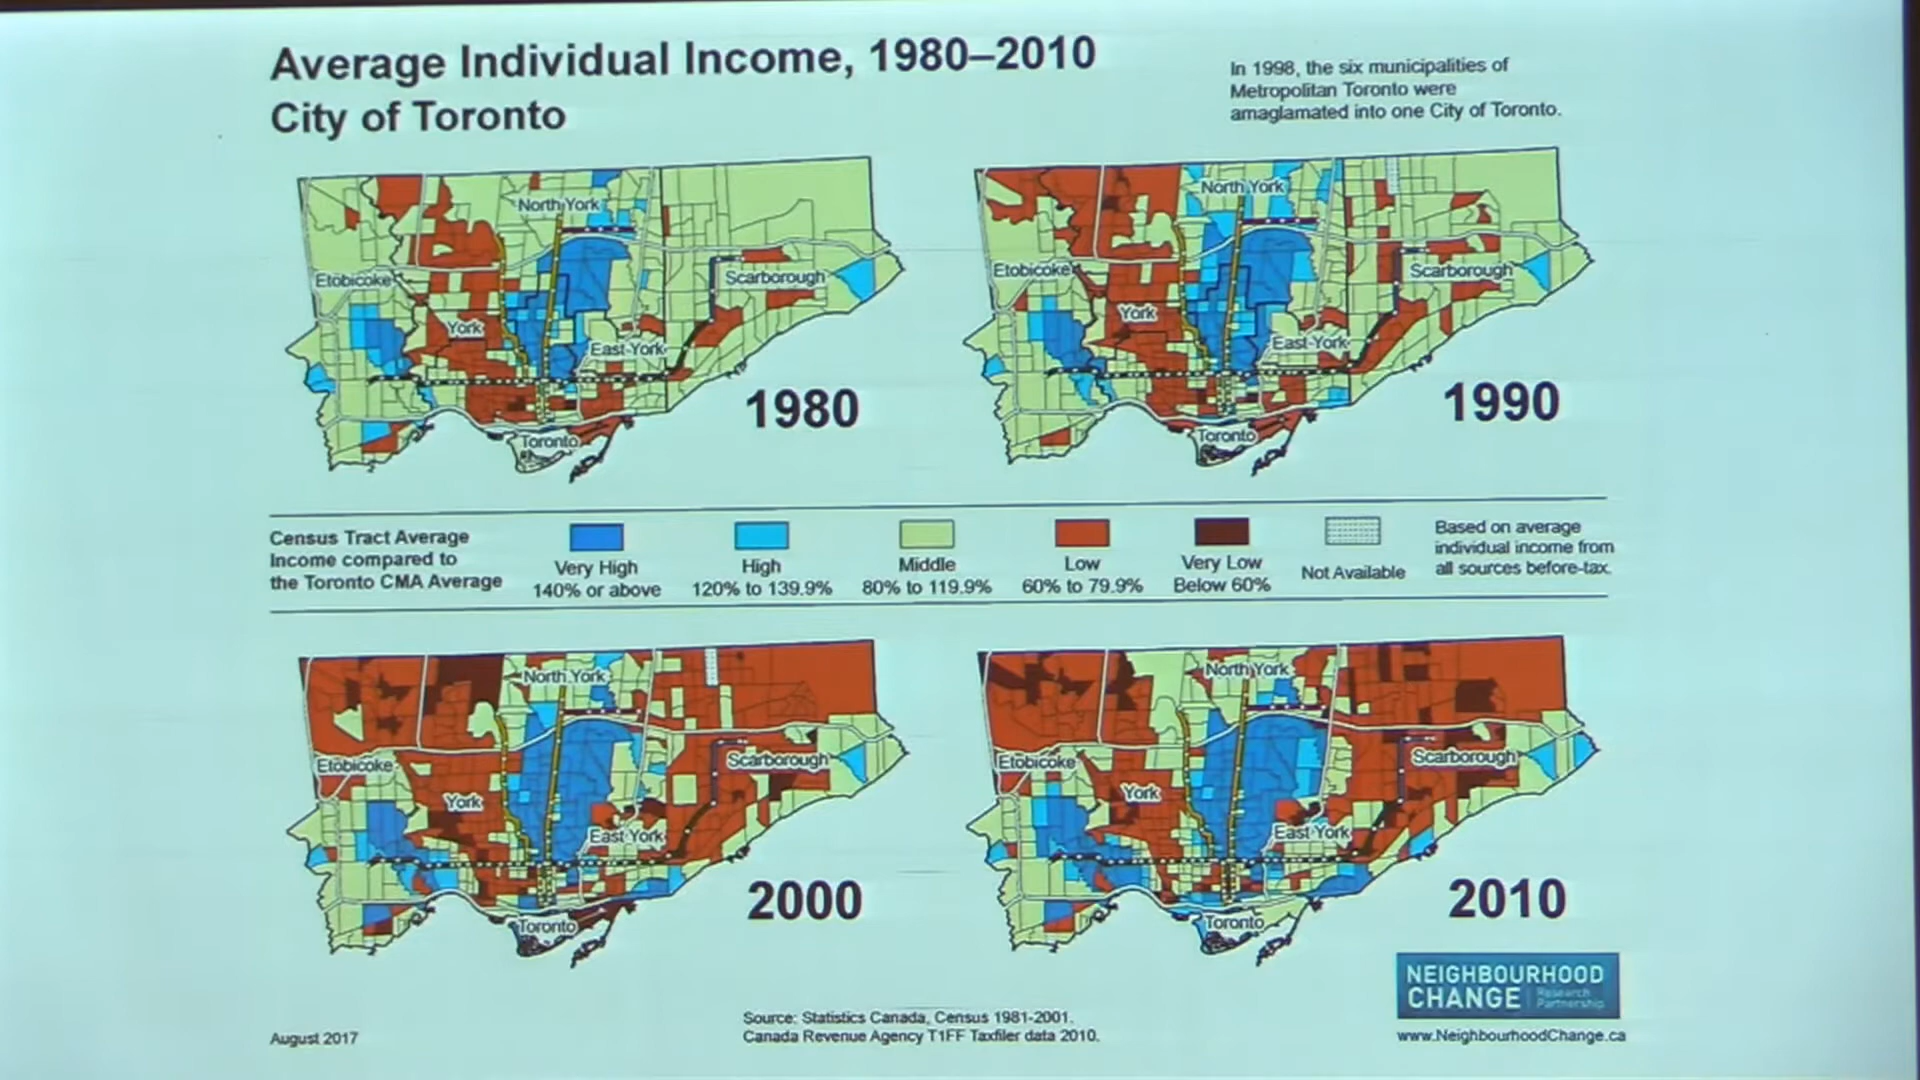 Average Individual Income, 1980–2010
City of Toronto
In 1998, the six municipalities of
Metropolitan Toronto were
amaglamated into one City of Toronto.
North York
Etobicoke
Scarborough
York
East York
Toronto
1980
North York
Etobicoke
Scarborough
York
East York
Toronto
1990
Census Tract Average
Income compared to
the Toronto CMA Average
Very High
140% or above
High
120% to 139.9%
Middle
80% to 119.9%
Low
60% to 79.9%
Very Low
Below 60%
Not Available
Based on average
individual income from
all sources before-tax.
North York
Etobicoke
Scarborough
York
East York
Toronto
2000
North York
Etobicoke
Scarborough
York
East York
Toronto
2010
NEIGHBOURHOOD
CHANGE
Research
Partnership
August 2017
Source: Statistics Canada, Census 1981-2001.
Canada Revenue Agency T1FF Taxfiler data 2010.
www.NeighbourhoodChange.ca